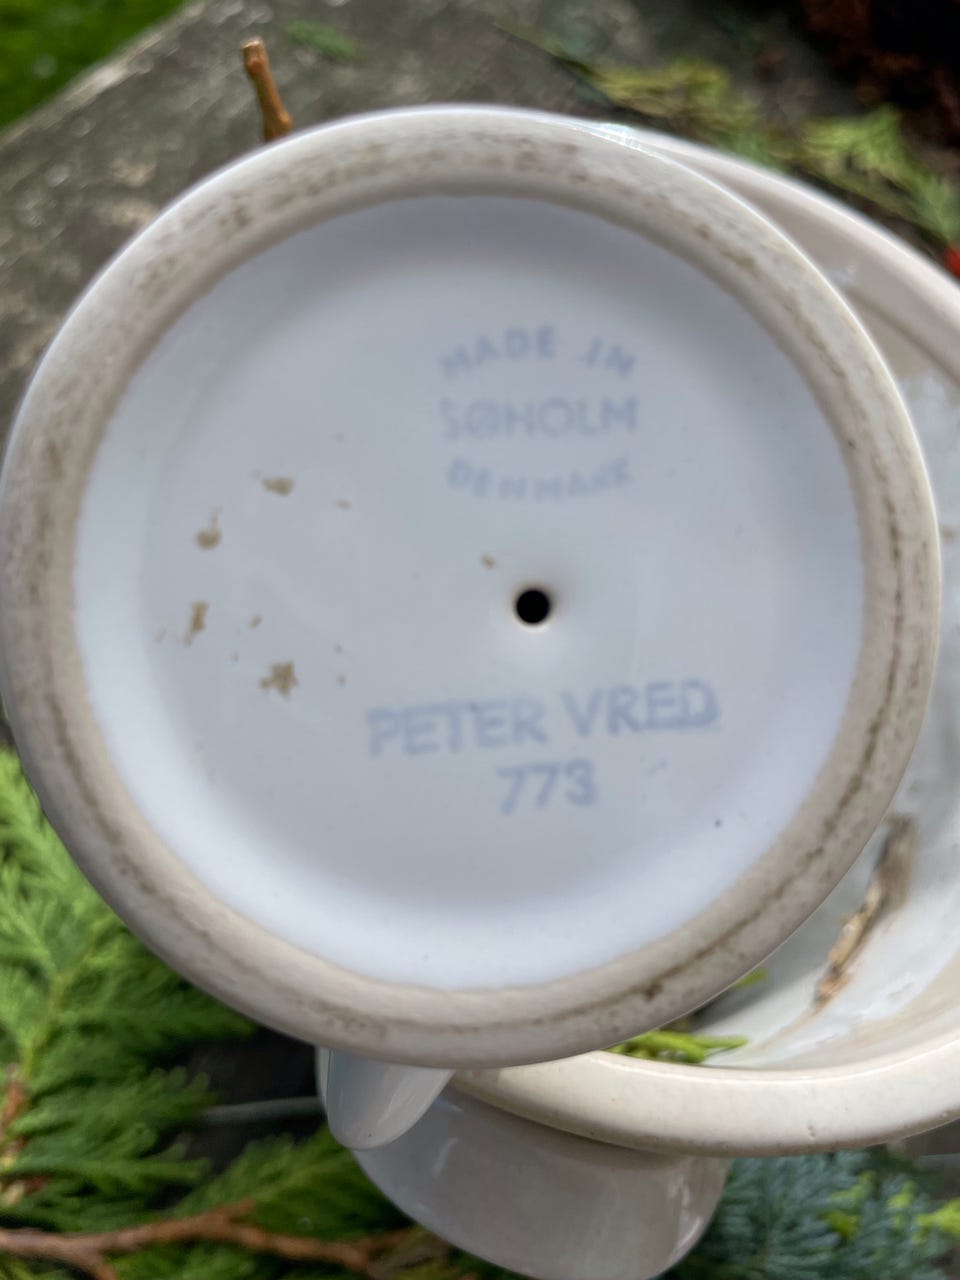 MADE IN
SØHOLM
DENMARK
PETER VRED
773